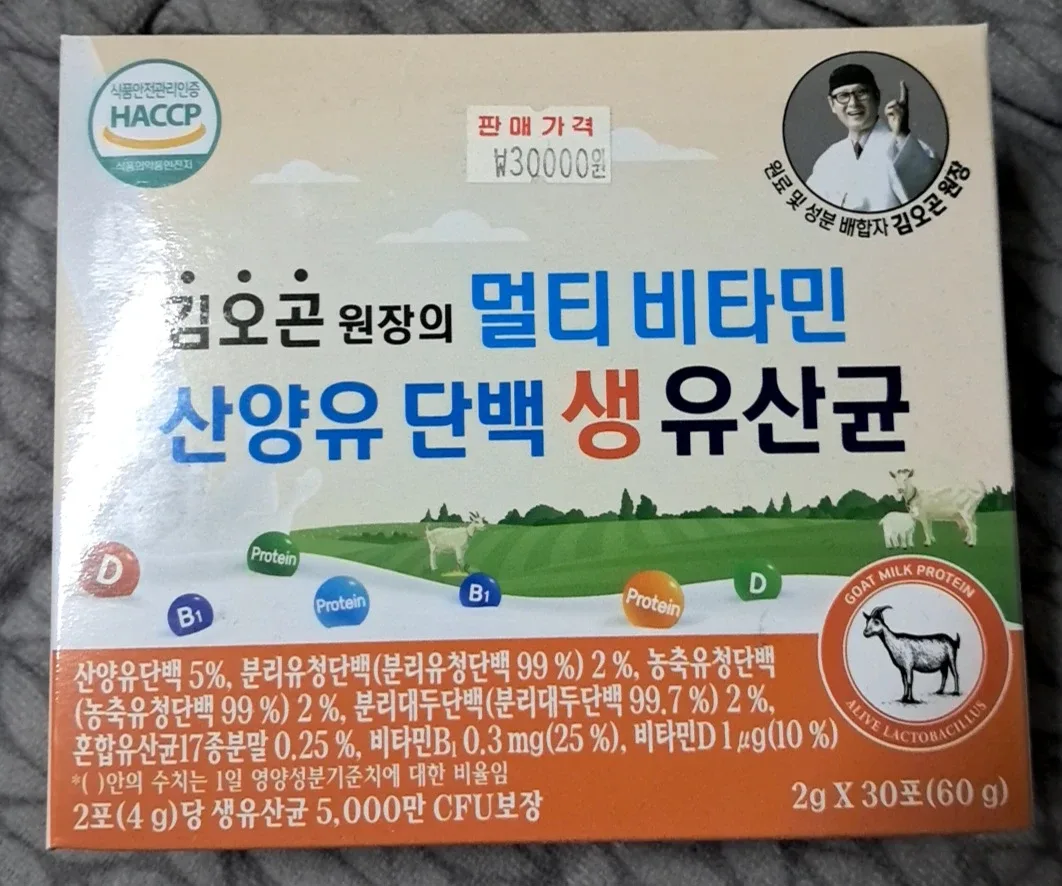 식품안전관리인증
HACCP
식품의약품안전처
판매가격
₩30000원
원료 및 성분 배합자 김오곤 원장
김오곤 원장의 멀티 비타민
산양유 단백 생 유산균
D
B1
Protein
Protein
B1
Protein
D
GOAT MILK PROTEIN
ALIVE LACTOBACILLUS
산양유단백 5%, 분리유청단백(분리유청단백 99 %) 2 %, 농축유청단백
(농축유청단백 99 %) 2 %, 분리대두단백(분리대두단백 99.7 %) 2 %,
혼합유산균17종분말 0.25 %, 비타민B₁ 0.3 mg(25 %), 비타민D 1 μg(10 %)
*( )안의 수치는 1일 영양성분기준치에 대한 비율임
2포(4 g)당 생유산균 5,000만 CFU보장
2g X 30포(60 g)